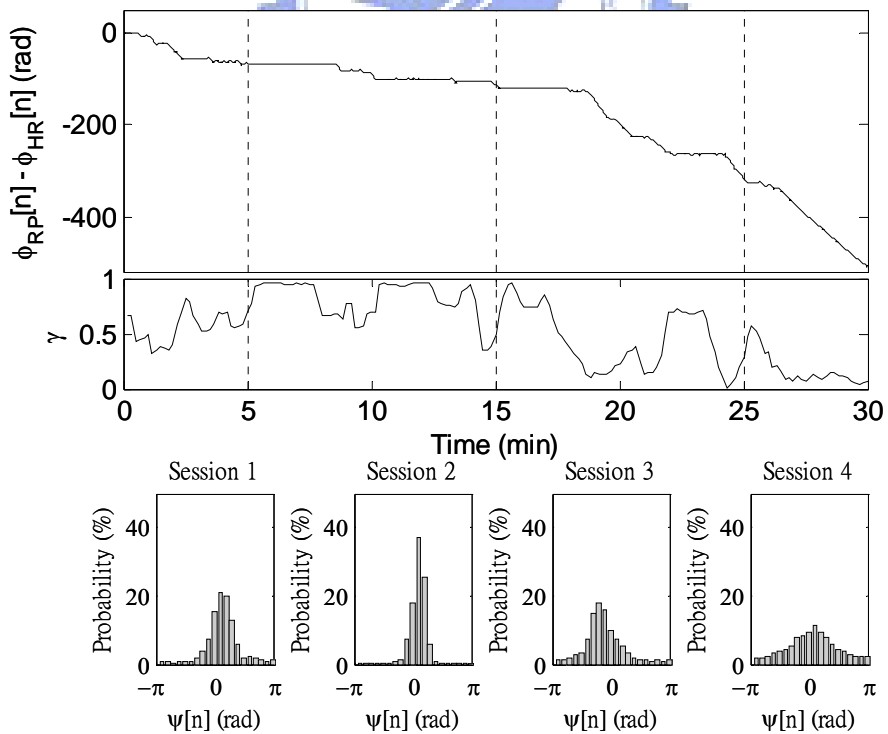 0
-200
-400
ϕRP[n] - ϕHR[n] (rad)
1
0.5
0
γ
0 5 10 15 20 25 30
Time (min)
Session 1 Session 2 Session 3 Session 4
Probability (%) Probability (%) Probability (%) Probability (%)
40 40 40 40
20 20 20 20
0 0 0 0
−π 0 π −π 0 π −π 0 π −π 0 π
ψ[n] (rad) ψ[n] (rad) ψ[n] (rad) ψ[n] (rad)